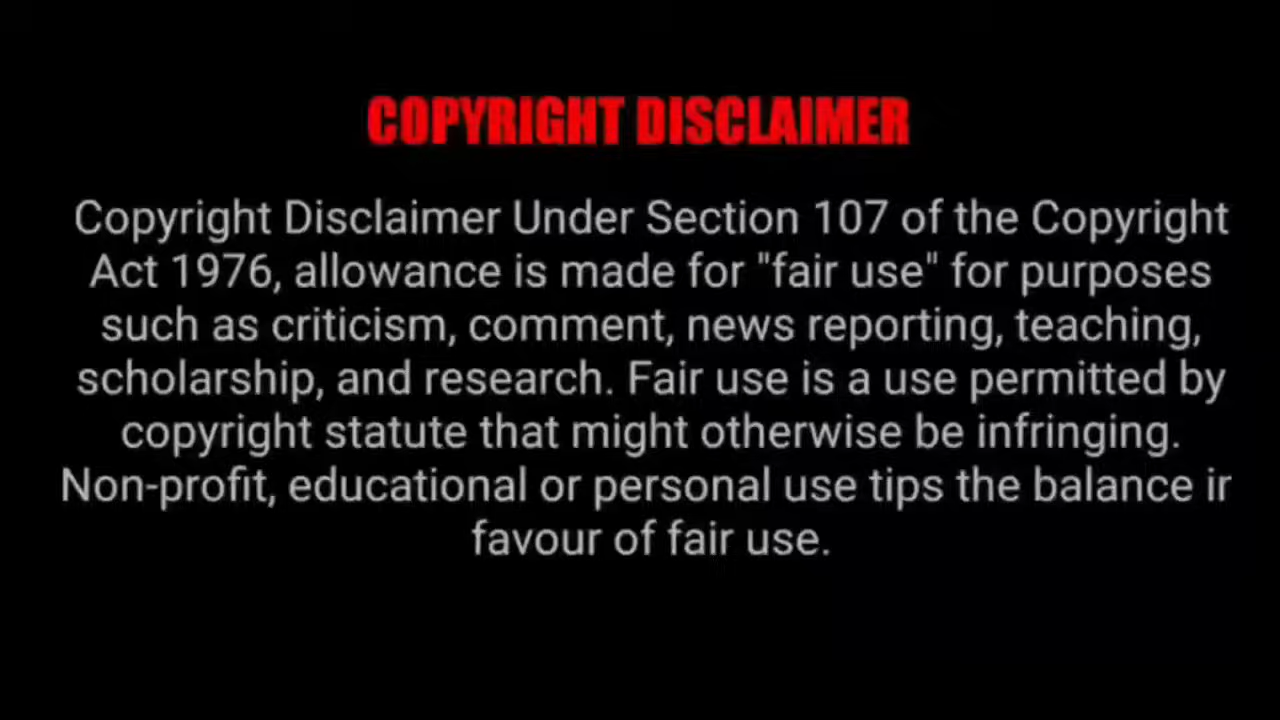 COPYRIGHT DISCLAIMER
Copyright Disclaimer Under Section 107 of the Copyright
Act 1976, allowance is made for "fair use" for purposes
such as criticism, comment, news reporting, teaching,
scholarship, and research. Fair use is a use permitted by
copyright statute that might otherwise be infringing.
Non-profit, educational or personal use tips the balance ir
favour of fair use.